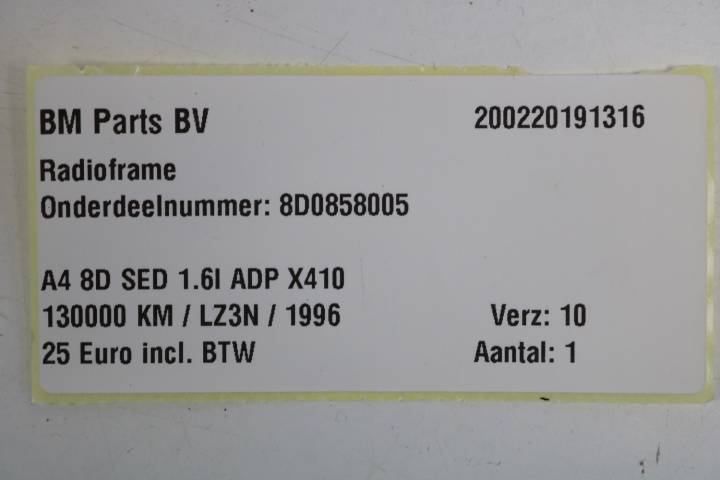 BM Parts BV 200220191316
Radioframe
Onderdeelnummer: 8D0858005
A4 8D SED 1.6I ADP X410
130000 KM / LZ3N / 1996 Verz: 10
25 Euro incl. BTW Aantal: 1